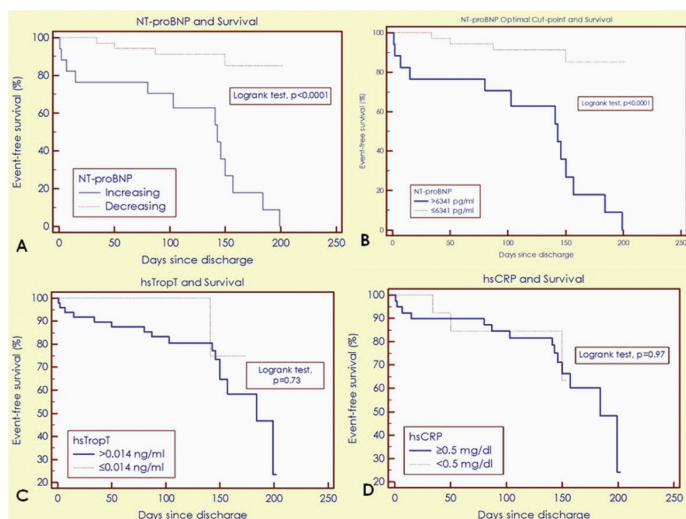 NT-proBNP and Survival
Event-free survival (%)
100
80
60
40
20
0
Logrank test, p<0.0001
NT-proBNP
Increasing
Decreasing
0 50 100 150 200 250
Days since discharge
A
NT-proBNP Optimal Cut-point and Survival
Event-free survival (%)
100
80
60
40
20
0
Logrank test, p<0.0001
NT-proBNP
>6341 pg/ml
≤6341 pg/ml
0 50 100 150 200 250
Days since discharge
B
hsTropT and Survival
Event-free survival (%)
100
90
80
70
60
50
40
30
20
Logrank test,
p=0.73
hsTropT
>0.014 ng/ml
≤0.014 ng/ml
0 50 100 150 200 250
Days since discharge
C
hsCRP and Survival
Event-free survival (%)
100
90
80
70
60
50
40
30
20
Logrank test, p=0.97
hsCRP
≥0.5 mg/dl
<0.5 mg/dl
0 50 100 150 200 250
Days since discharge
D